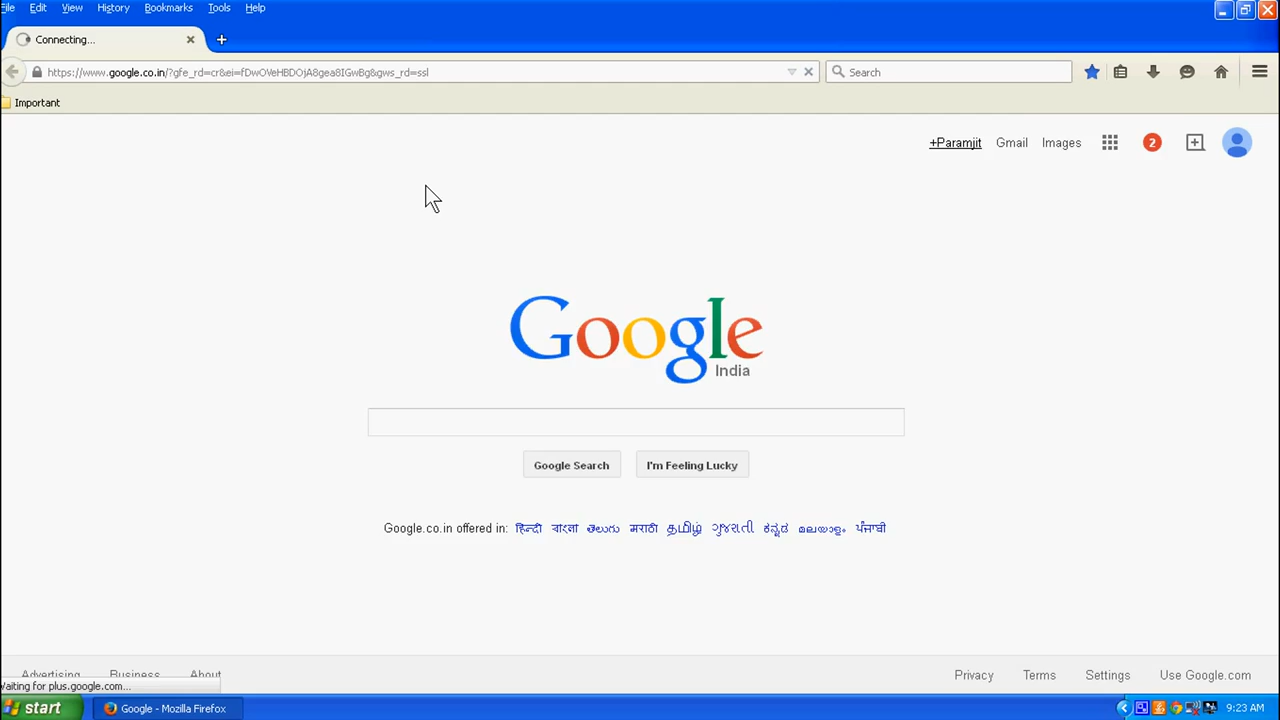 File Edit View History Bookmarks Tools Help
Connecting...
https://www.google.co.in/?gfe_rd=cr&ei=fDwOVeHBDOjA8gea8IGwBg&gws_rd=ssl Search
Important
+Paramjit Gmail Images 2
Google
India
Google Search I'm Feeling Lucky
Google.co.in offered in: हिन्दी বাংলা తెలుగు मराठी தமிழ் ગુજરાતી ಕನ್ನಡ മലയാളം ਪੰਜਾਬੀ
Advertising Business About Privacy Terms Settings Use Google.com
Waiting for plus.google.com...
start Google - Mozilla Firefox 9:23 AM